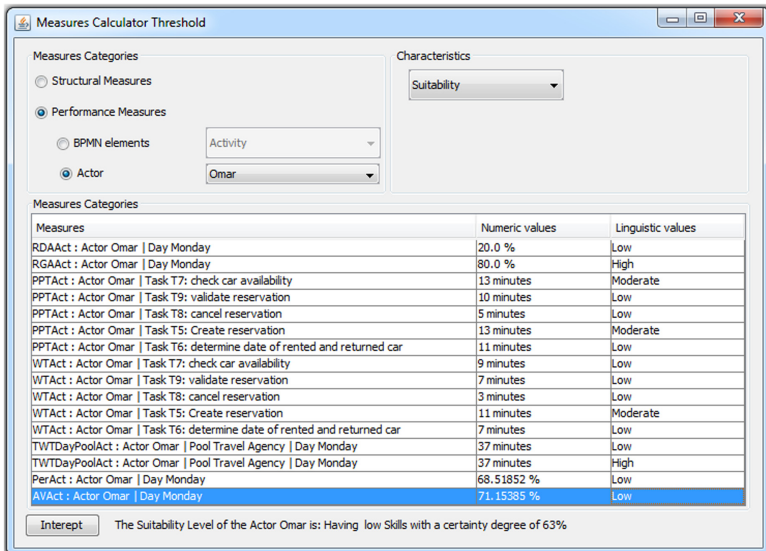 Measures Calculator Threshold
Measures Categories
Characteristics
Structural Measures
Suitability
Performance Measures
BPMN elements Activity
Actor Omar
Measures Categories
Measures Numeric values Linguistic values
RDAAct : Actor Omar | Day Monday 20.0 % Low
RGAAct : Actor Omar | Day Monday 80.0 % High
PPTAct : Actor Omar | Task T7: check car availability 13 minutes Moderate
PPTAct : Actor Omar | Task T9: validate reservation 10 minutes Low
PPTAct : Actor Omar | Task T8: cancel reservation 5 minutes Low
PPTAct : Actor Omar | Task T5: Create reservation 13 minutes Moderate
PPTAct : Actor Omar | Task T6: determine date of rented and returned car 11 minutes Low
WTAct : Actor Omar | Task T7: check car availability 9 minutes Low
WTAct : Actor Omar | Task T9: validate reservation 7 minutes Low
WTAct : Actor Omar | Task T8: cancel reservation 3 minutes Low
WTAct : Actor Omar | Task T5: Create reservation 11 minutes Moderate
WTAct : Actor Omar | Task T6: determine date of rented and returned car 7 minutes Low
TWTDayPoolAct : Actor Omar | Pool Travel Agency | Day Monday 37 minutes Low
TWTDayPoolAct : Actor Omar | Pool Travel Agency | Day Monday 37 minutes High
PerAct : Actor Omar | Day Monday 68.51852 % Low
AVAct : Actor Omar | Day Monday 71.15385 % Low
Interept The Suitability Level of the Actor Omar is: Having low Skills with a certainty degree of 63%